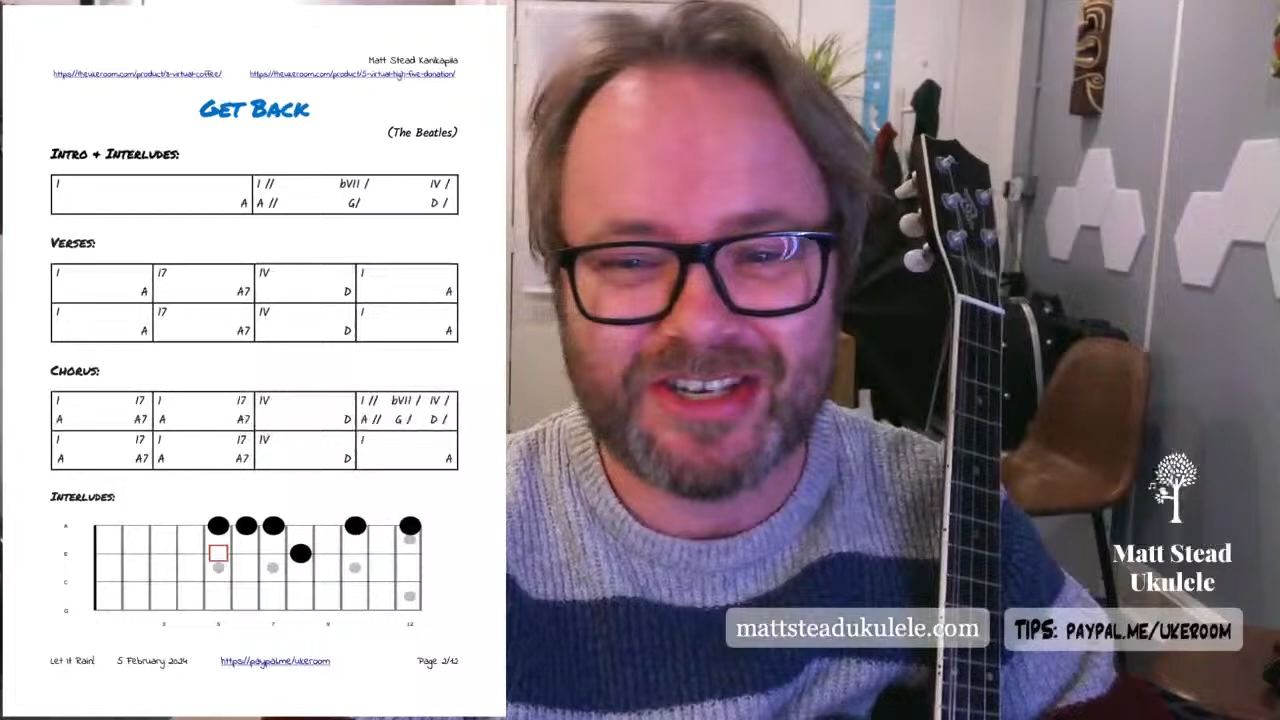 Matt Stead Kanikapila
https://theukeroom.com/product/3-virtual-coffee/ https://theukeroom.com/product/5-virtual-high-five-donation/
Get Back
(The Beatles)
Intro & Interludes:
I I // bVII / IV /
A A // G/ D /
Verses:
I I7 IV I
A A7 D A
I I7 IV I
A A7 D A
Chorus:
I I7 I I7 IV I // bVII / IV /
A A7 A A7 D A // G / D /
I I7 I I7 IV I
A A7 A A7 D A
Interludes:
A
E
C
G
3 5 7 9 12
Let It Rain! 5 February 2024 https://paypal.me/ukeroom Page 2/12
Matt Stead
Ukulele
mattsteadukulele.com
TIPS: PAYPAL.ME/UKEROOM